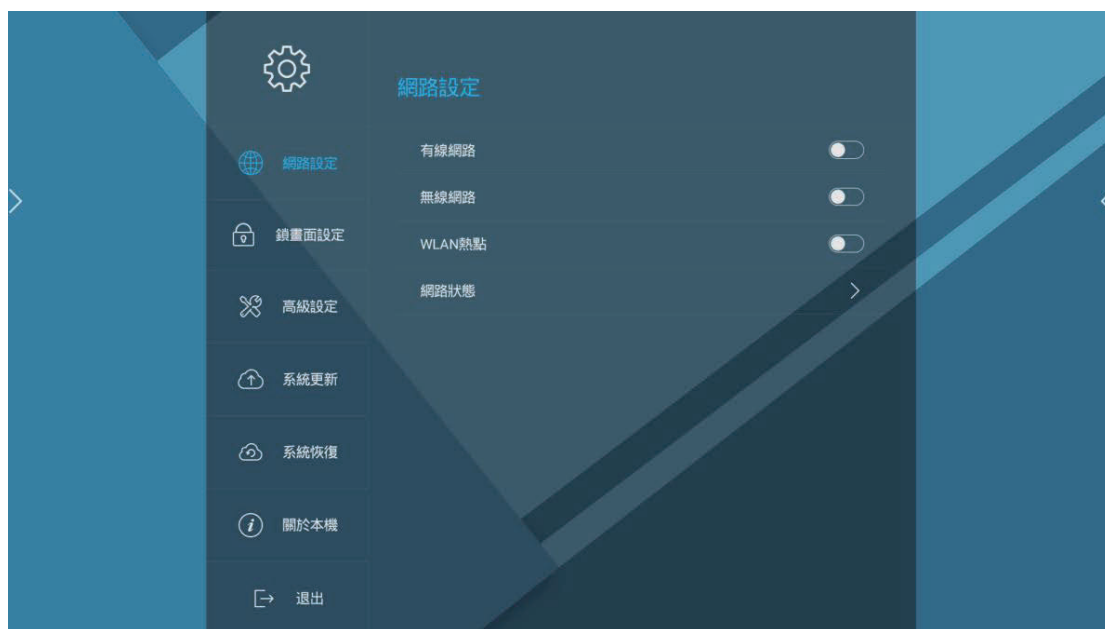 網路設定
網路設定
鎖畫面設定
高級設定
系統更新
系統恢復
關於本機
退出
有線網路
無線網路
WLAN熱點
網路狀態